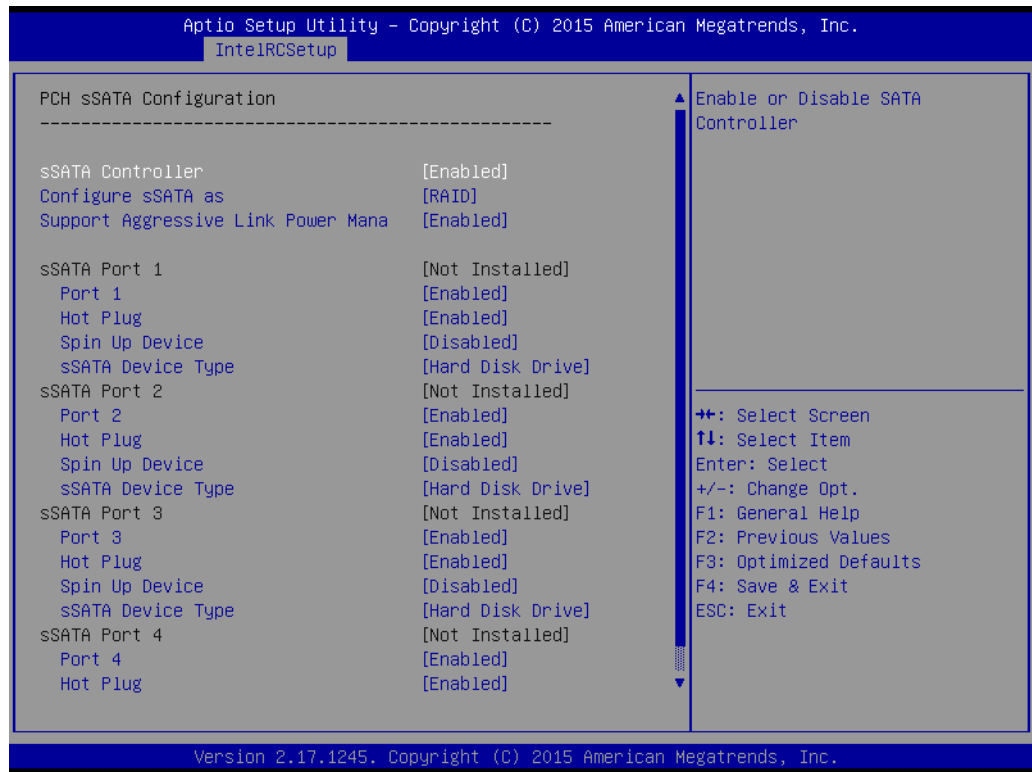 Aptio Setup Utility – Copyright (C) 2015 American Megatrends, Inc.
IntelRCSetup
PCH sSATA Configuration
--------------------------------------------------
sSATA Controller [Enabled]
Configure sSATA as [RAID]
Support Aggressive Link Power Mana [Enabled]
sSATA Port 1 [Not Installed]
Port 1 [Enabled]
Hot Plug [Enabled]
Spin Up Device [Disabled]
sSATA Device Type [Hard Disk Drive]
sSATA Port 2 [Not Installed]
Port 2 [Enabled]
Hot Plug [Enabled]
Spin Up Device [Disabled]
sSATA Device Type [Hard Disk Drive]
sSATA Port 3 [Not Installed]
Port 3 [Enabled]
Hot Plug [Enabled]
Spin Up Device [Disabled]
sSATA Device Type [Hard Disk Drive]
sSATA Port 4 [Not Installed]
Port 4 [Enabled]
Hot Plug [Enabled]
Enable or Disable SATA
Controller
→←: Select Screen
↑↓: Select Item
Enter: Select
+/-: Change Opt.
F1: General Help
F2: Previous Values
F3: Optimized Defaults
F4: Save & Exit
ESC: Exit
Version 2.17.1245. Copyright (C) 2015 American Megatrends, Inc.